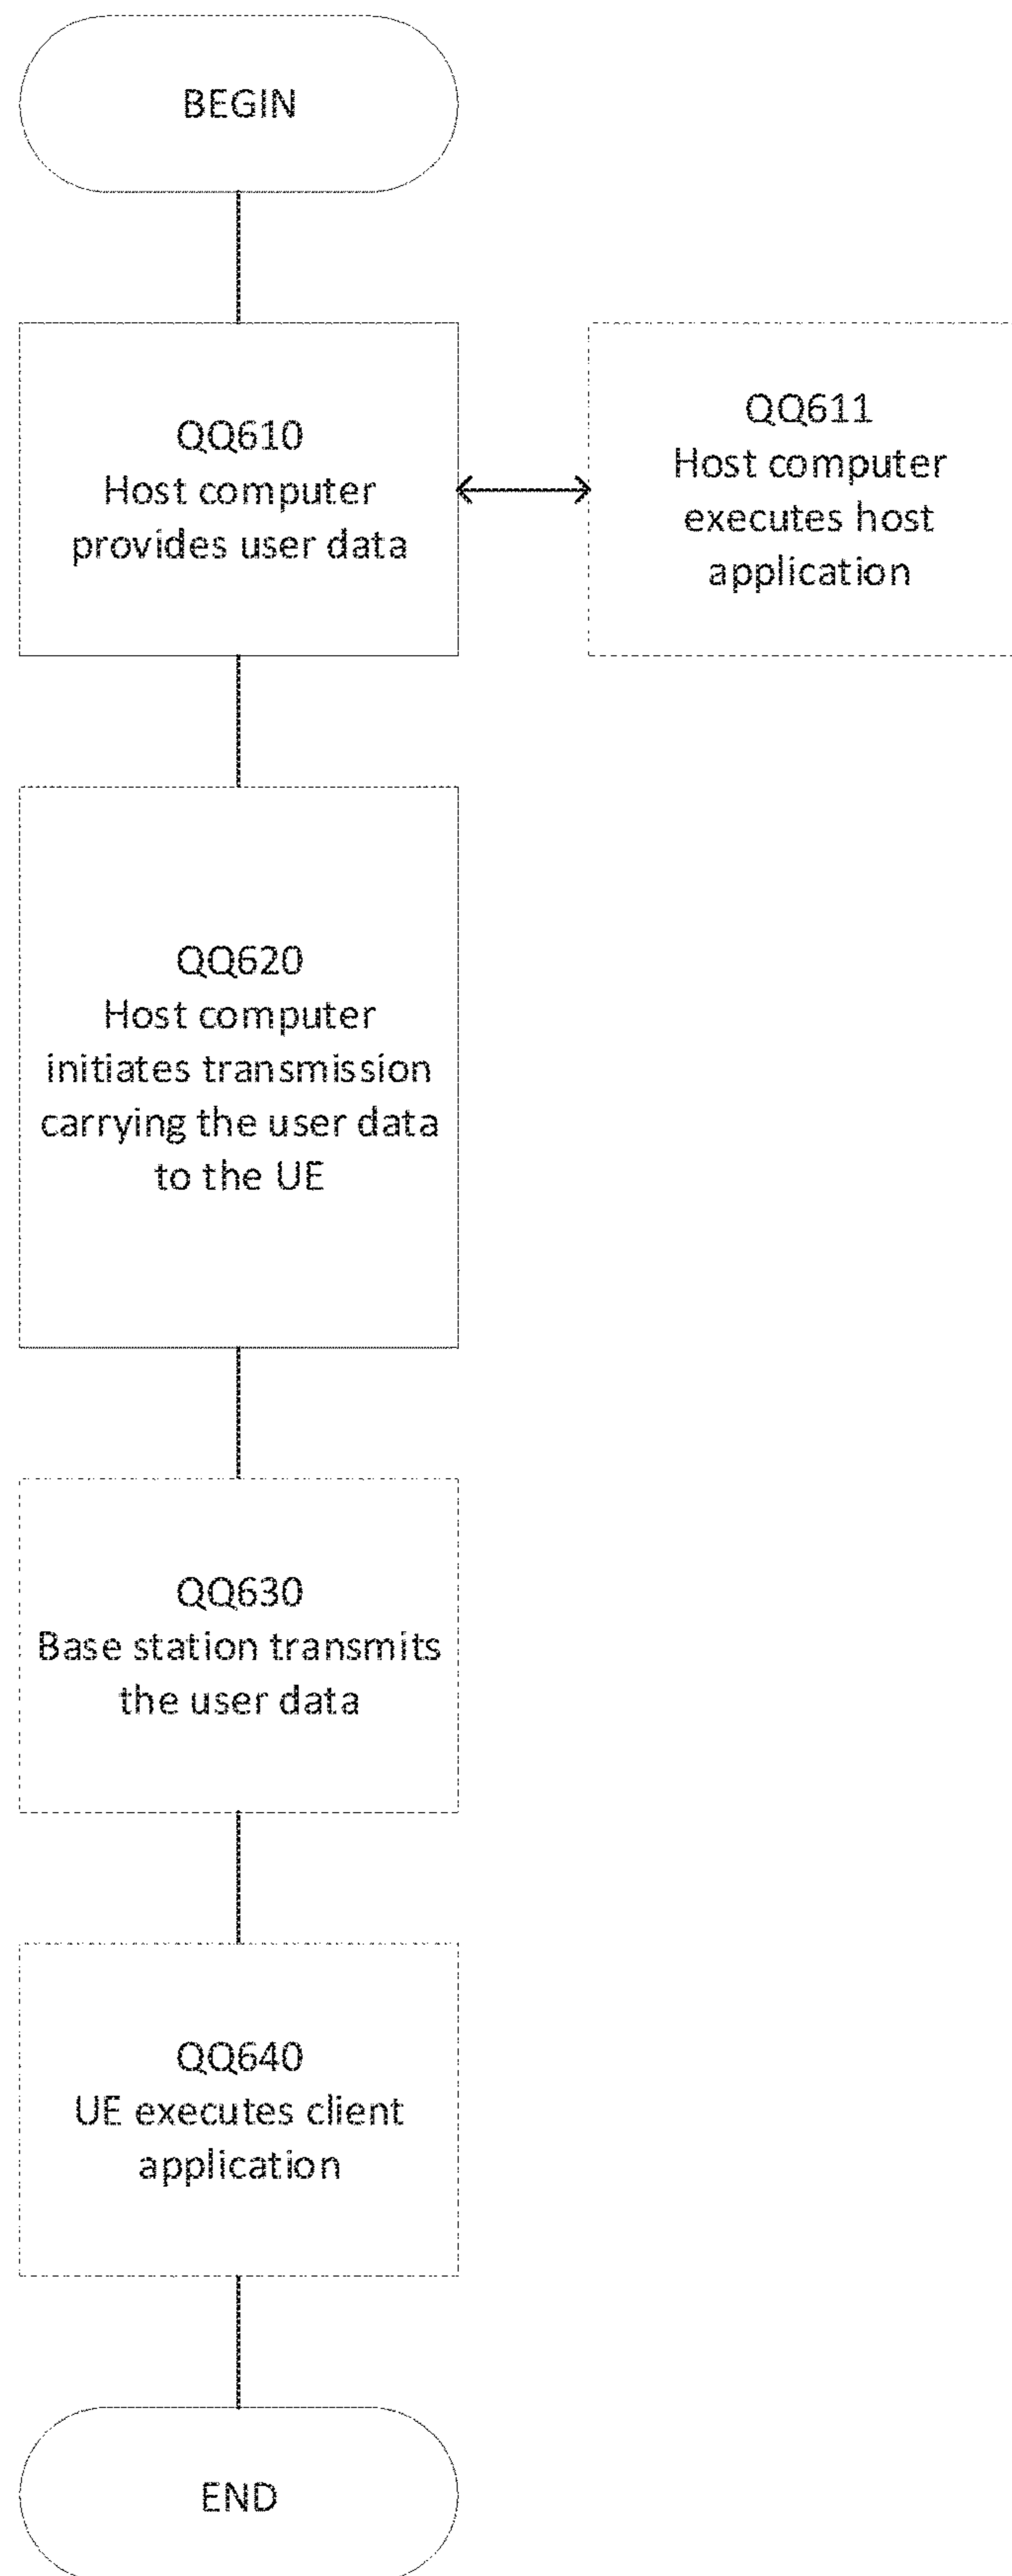 BEGIN
QQ610
Host computer
provides user data
QQ611
Host computer
executes host
application
QQ620
Host computer
initiates transmission
carrying the user data
to the UE
QQ630
Base station transmits
the user data
QQ640
UE executes client
application
END